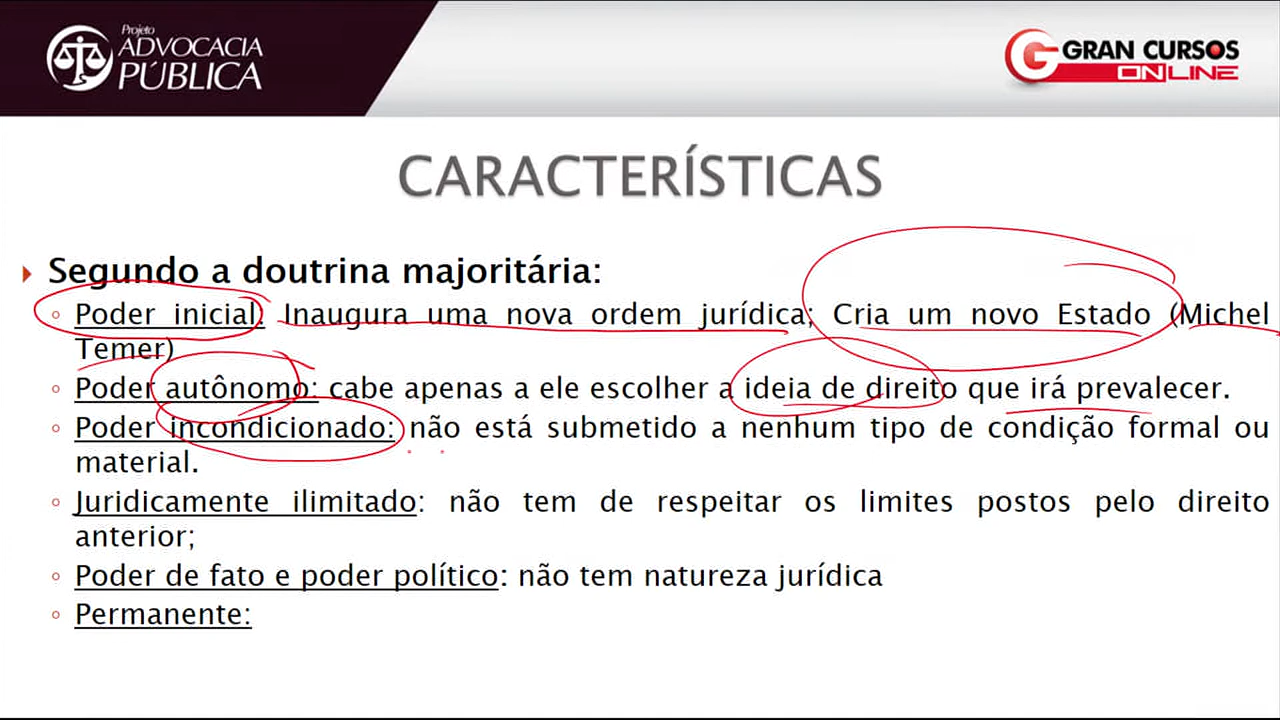 Projeto
ADVOCACIA
PÚBLICA
GRAN CURSOS
ONLINE
CARACTERÍSTICAS
Segundo a doutrina majoritária:
Poder inicial: Inaugura uma nova ordem jurídica; Cria um novo Estado (Michel
Temer)
Poder autônomo: cabe apenas a ele escolher a ideia de direito que irá prevalecer.
Poder incondicionado: não está submetido a nenhum tipo de condição formal ou
material.
Juridicamente ilimitado: não tem de respeitar os limites postos pelo direito
anterior;
Poder de fato e poder político: não tem natureza jurídica
Permanente: